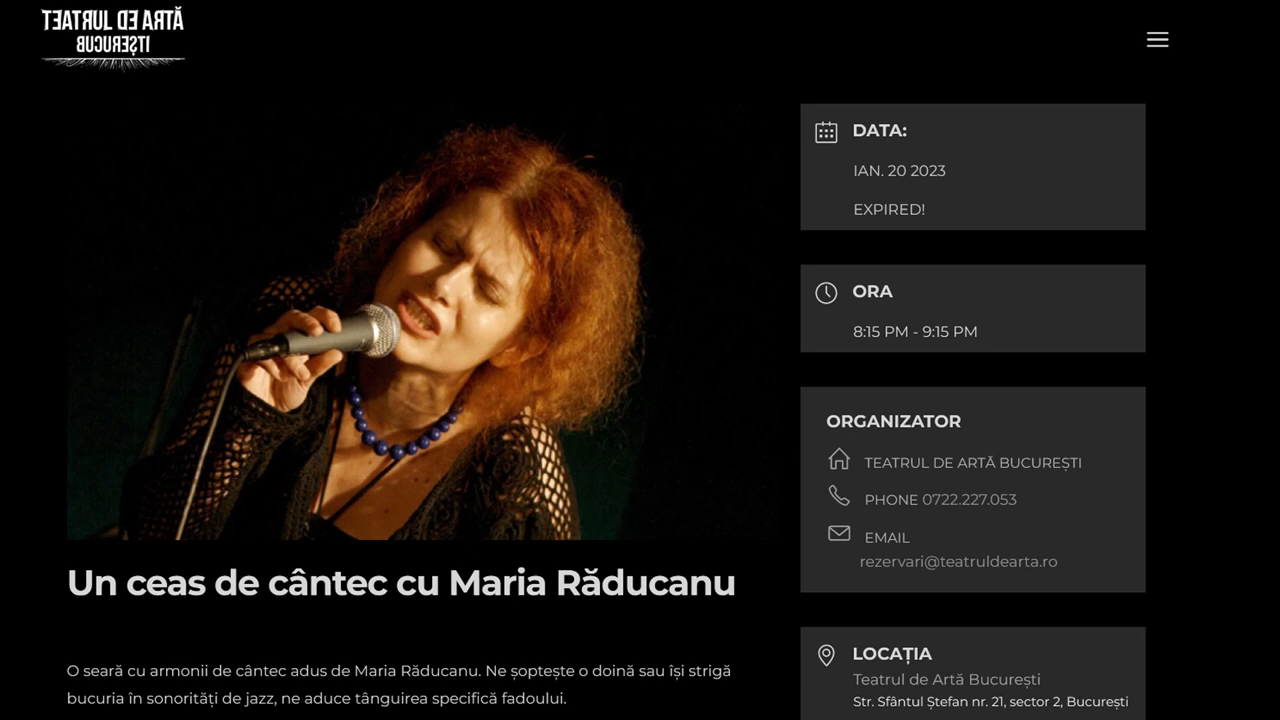 TEATRUL DE ARTĂ
BUCUREȘTI
DATA:
IAN. 20 2023
EXPIRED!
ORA
8:15 PM - 9:15 PM
ORGANIZATOR
TEATRUL DE ARTĂ BUCUREȘTI
PHONE 0722.227.053
EMAIL
rezervari@teatruldearta.ro
LOCAȚIA
Teatrul de Artă București
Str. Sfântul Ștefan nr. 21, sector 2, București
Un ceas de cântec cu Maria Răducanu
O seară cu armonii de cântec adus de Maria Răducanu. Ne șoptește o doină sau își strigă
bucuria în sonorități de jazz, ne aduce tânguirea specifică fadoului.